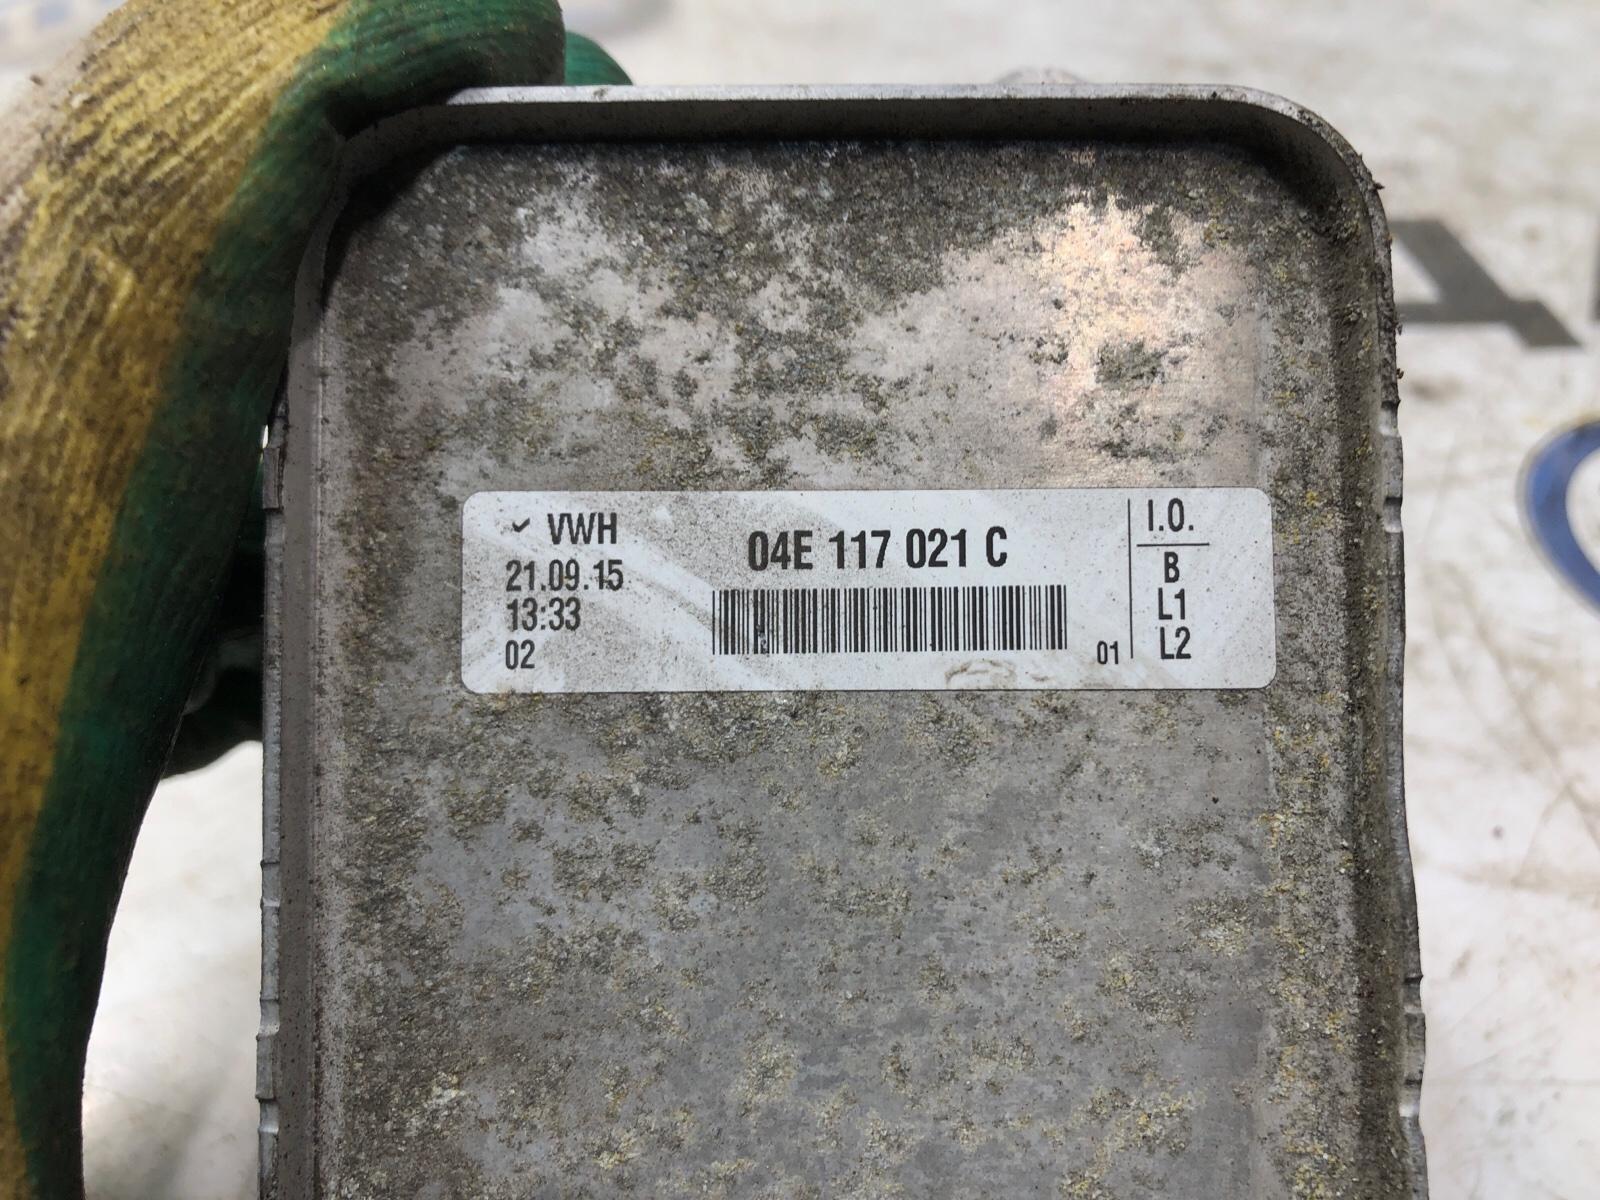 ✓ VWH
21.09.15
13:33
02
04E 117 021 C
01
I.O.
B
L1
L2